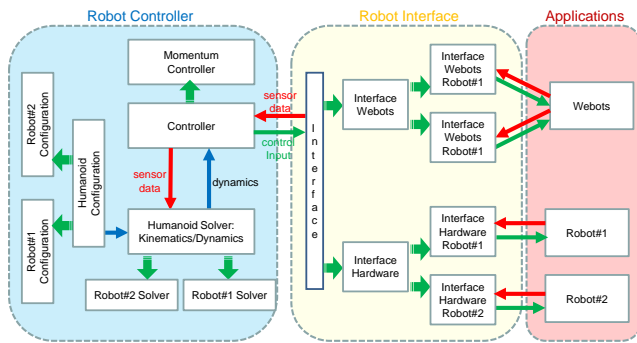 Robot Controller
Robot Interface
Applications
Momentum
Controller
Robot#2
Configuration
Controller
sensor
data
control
Input
Humanoid
Configuration
sensor
data
dynamics
Robot#1
Configuration
Humanoid Solver:
Kinematics/Dynamics
Robot#2 Solver
Robot#1 Solver
Interface
Interface
Webots
Interface
Webots
Robot#1
Interface
Webots
Robot#1
Webots
Interface
Hardware
Interface
Hardware
Robot#1
Interface
Hardware
Robot#2
Robot#1
Robot#2